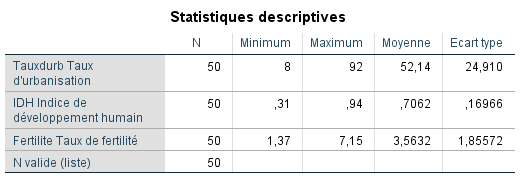 Statistiques descriptives
N Minimum Maximum Moyenne Ecart type
Tauxdurb Taux d'urbanisation 50 8 92 52,14 24,910
IDH Indice de développement humain 50 ,31 ,94 ,7062 ,16966
Fertilite Taux de fertilité 50 1,37 7,15 3,5632 1,85572
N valide (liste) 50